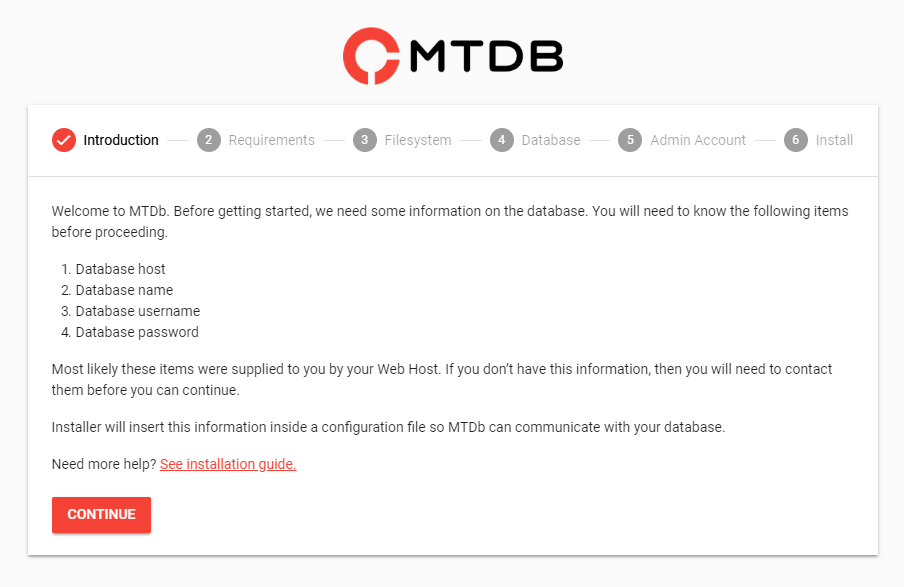 MTDB
Introduction 2 Requirements 3 Filesystem 4 Database 5 Admin Account 6 Install
Welcome to MTDb. Before getting started, we need some information on the database. You will need to know the following items
before proceeding.
1. Database host
2. Database name
3. Database username
4. Database password
Most likely these items were supplied to you by your Web Host. If you don’t have this information, then you will need to contact
them before you can continue.
Installer will insert this information inside a configuration file so MTDb can communicate with your database.
Need more help? See installation guide.
CONTINUE